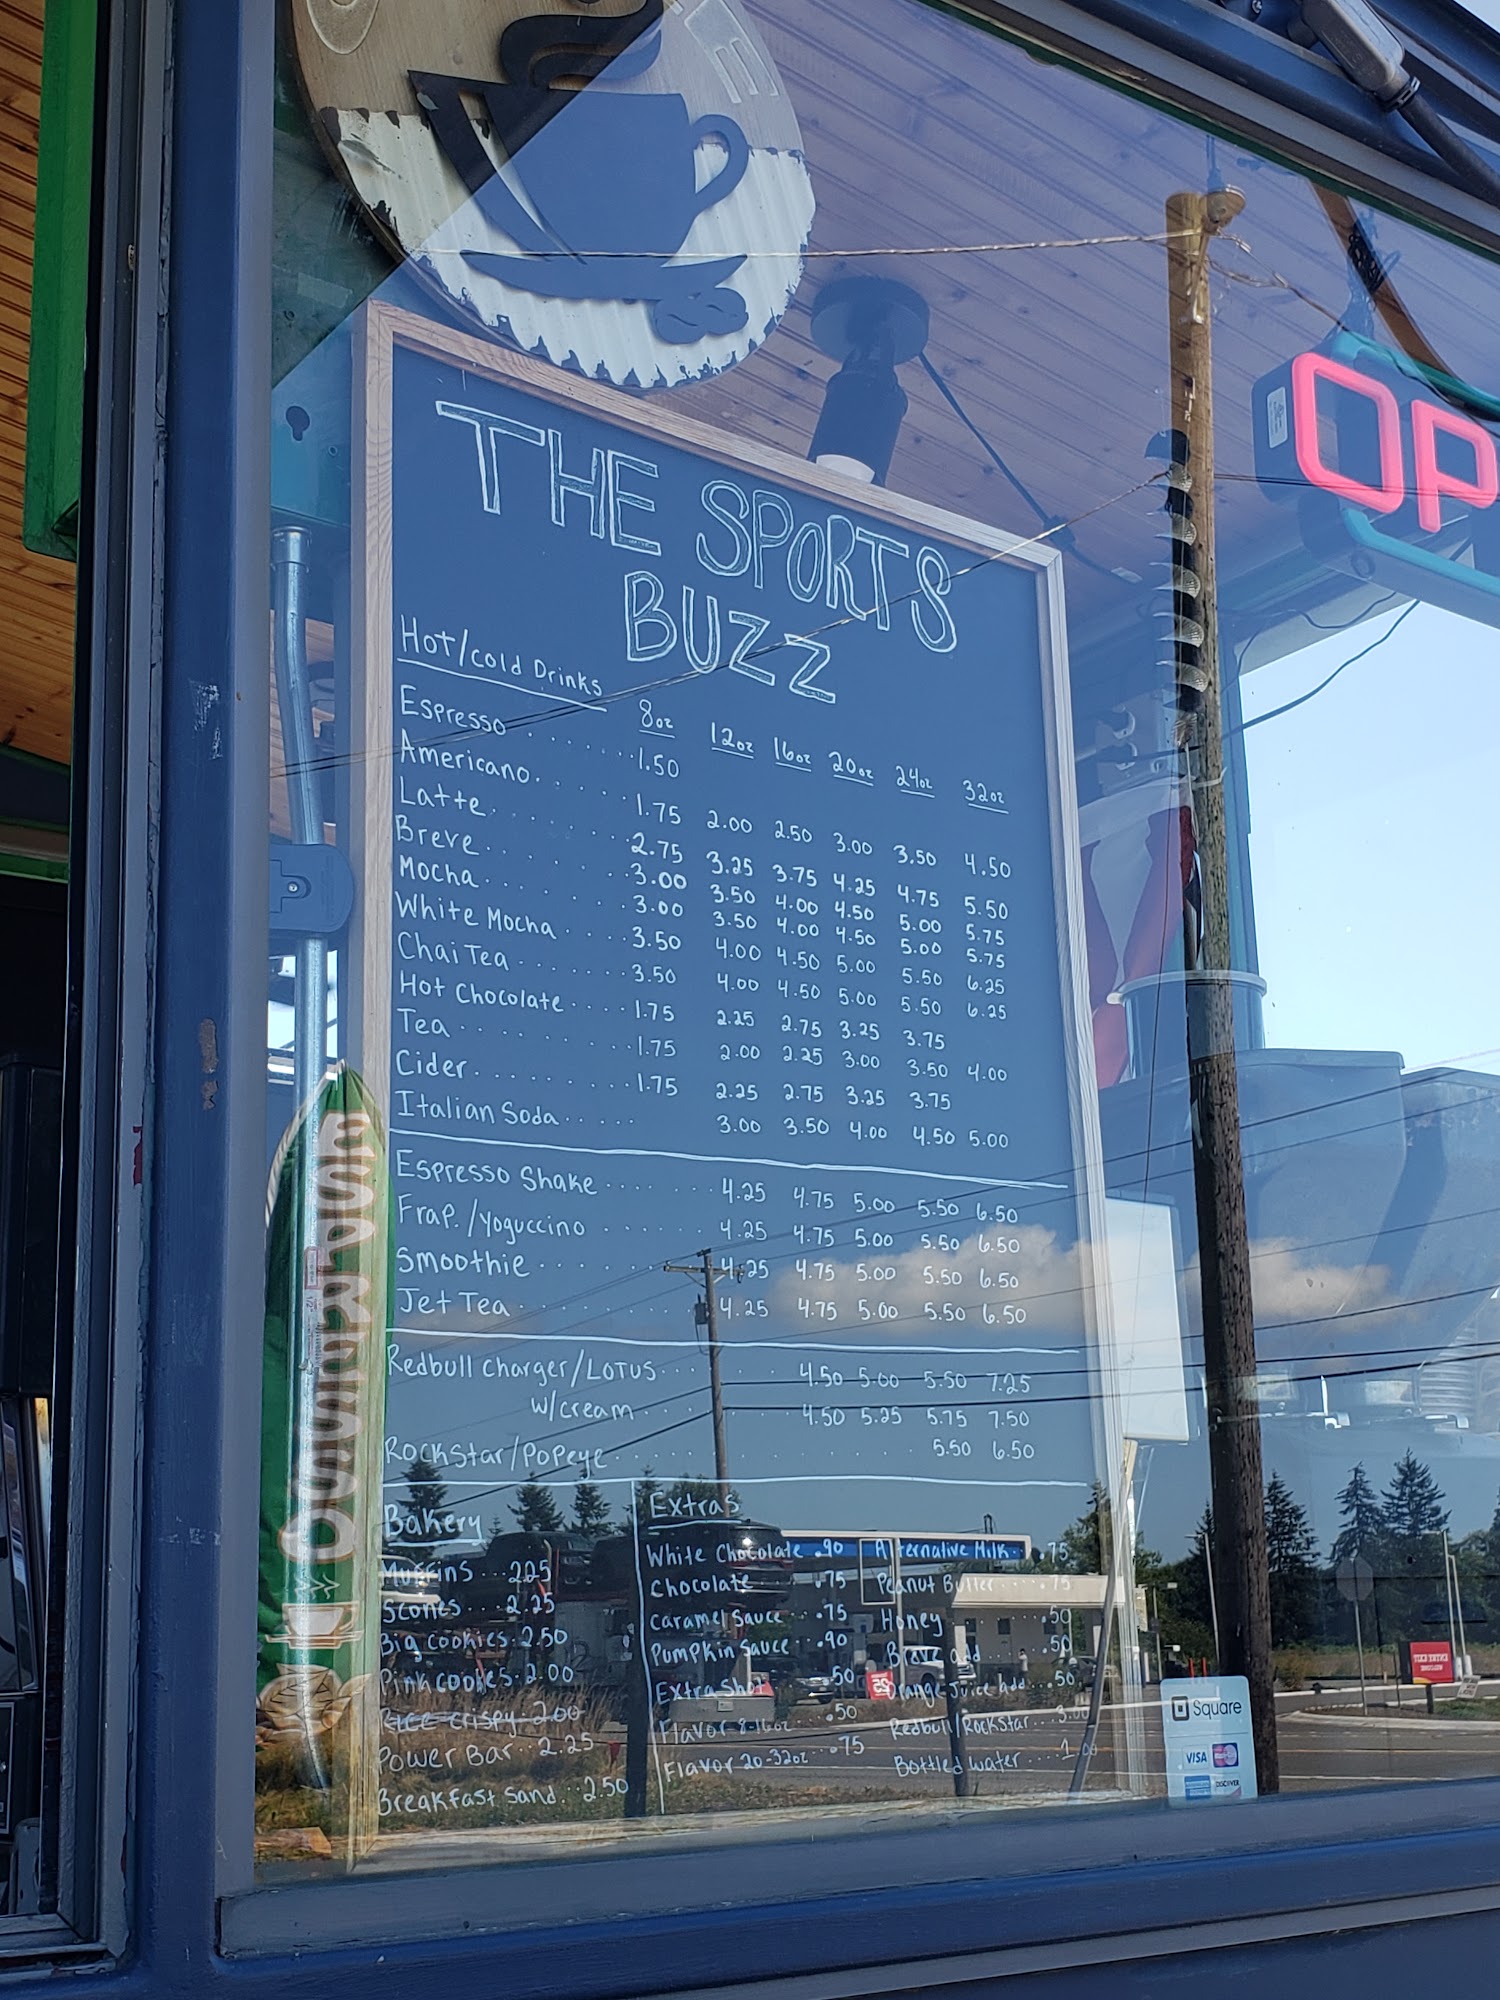 THE SPORTS
BUZZ
OP
Hot/cold Drinks
8oz 12oz 16oz 20oz 24oz 32oz
Espresso ........ 1.50
Americano....... 1.75 2.00 2.50 3.00 3.50 4.50
Latte........ 2.75 3.25 3.75 4.25 4.75 5.50
Breve....... 3.00 3.50 4.00 4.50 5.00 5.75
Mocha....... 3.00 3.50 4.00 4.50 5.00 5.75
White Mocha..... 3.50 4.00 4.50 5.00 5.50 6.25
Chai Tea....... 3.50 4.00 4.50 5.00 5.50 6.25
Hot Chocolate.... 1.75 2.25 2.75 3.25 3.75
Tea......... 1.75 2.00 2.25 3.00 3.50 4.00
Cider......... 1.75 2.25 2.75 3.25 3.75
Italian Soda..... 3.00 3.50 4.00 4.50 5.00
Espresso Shake ....... 4.25 4.75 5.00 5.50 6.50
Frap./Yoguccino ...... 4.25 4.75 5.00 5.50 6.50
Smoothie........ 4.25 4.75 5.00 5.50 6.50
Jet Tea......... 4.25 4.75 5.00 5.50 6.50
Redbull Charger/LOTUS...... 4.50 5.00 5.50 7.25
w/cream....... 4.50 5.25 5.75 7.50
Rockstar/Popeye........... 5.50 6.50
Bakery
Muffins...2.25
Scones...2.25
Big cookies.2.50
Pink cookies.2.00
Rice crispy.2.00
Power Bar..2.25
Breakfast Sand...2.50
Extras
White Chocolate .90
Chocolate .75
Caramel Sauce...75
Pumpkin Sauce...90
Extra Shot .50
Flavor 8-16oz .50
Flavor 20-32oz .75
Alternative Milk..75
Peanut Butter.....75
Honey .50
Breve add .50
Orange Juice add...50
Redbull/Rockstar...3.00
Bottled Water....1.00
Square
VISA
DISCOVER